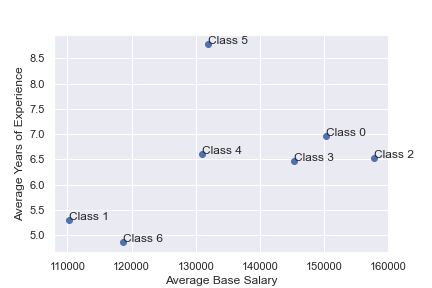 Class 5
8.5
8.0
7.5
7.0
6.5
6.0
5.5
5.0
Average Years of Experience
Class 0
Class 4
Class 3
Class 2
Class 1
Class 6
110000 120000 130000 140000 150000 160000
Average Base Salary